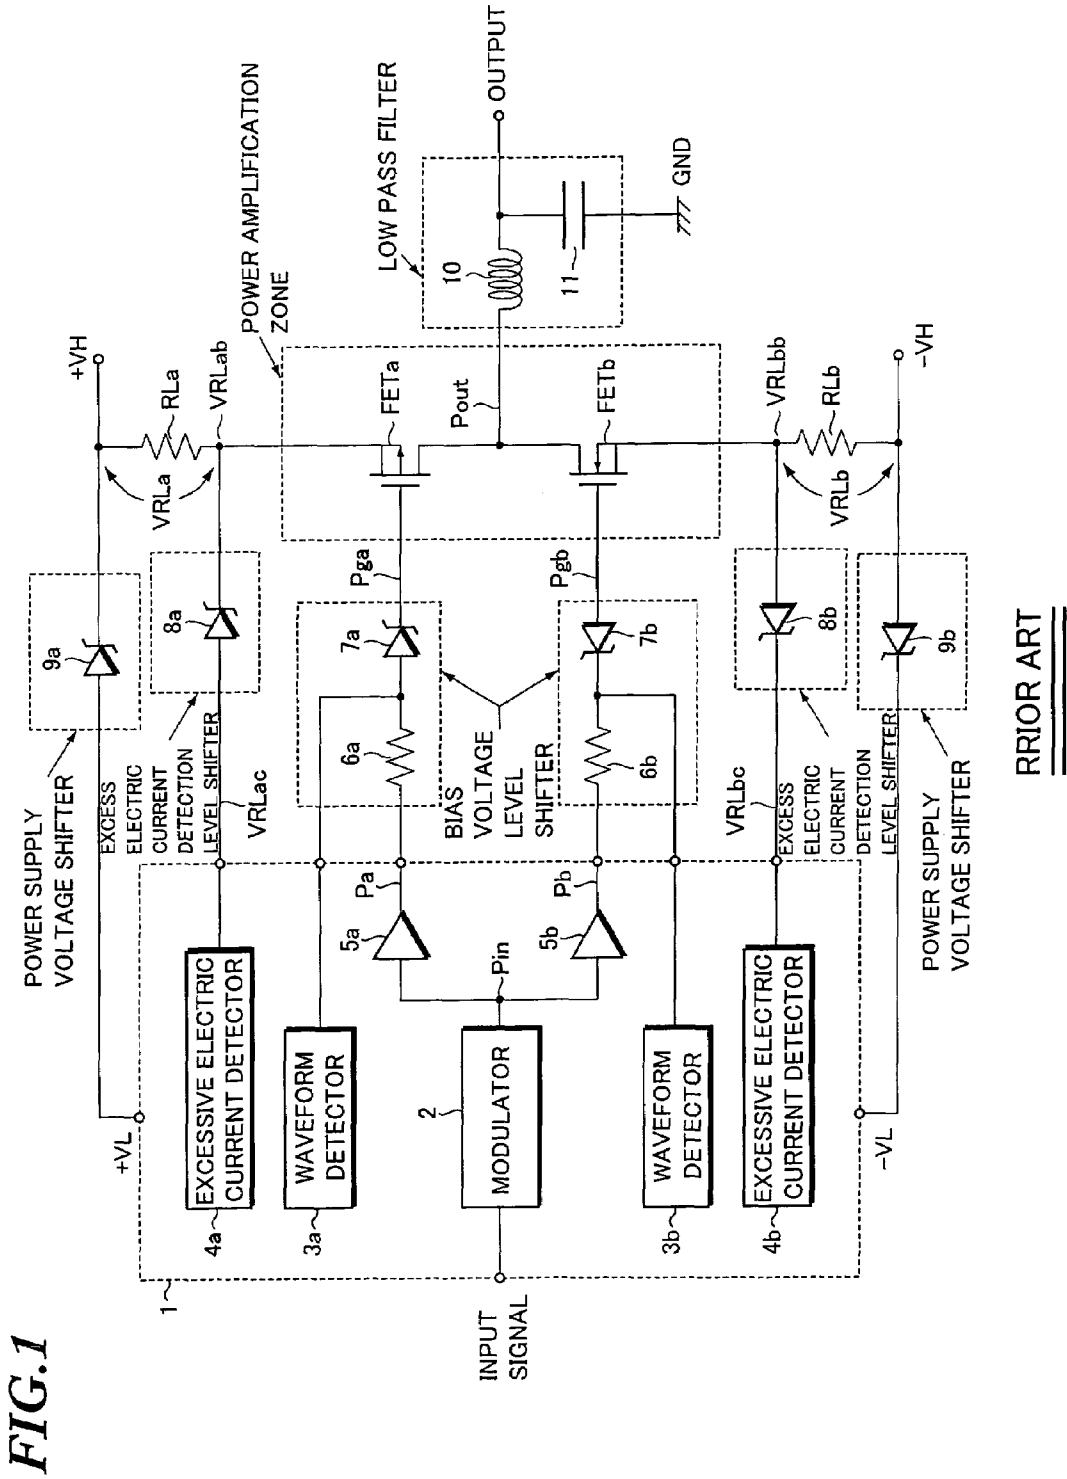 FIG.1
RRIOR ART
1
INPUT
SIGNAL
2
MODULATOR
Pin
3a
WAVEFORM
DETECTOR
3b
WAVEFORM
DETECTOR
4a
EXCESSIVE ELECTRIC
CURRENT DETECTOR
4b
EXCESSIVE ELECTRIC
CURRENT DETECTOR
+VL
-VL
5a
5b
Pa
Pb
POWER SUPPLY
VOLTAGE SHIFTER
EXCESS
ELECTRIC
CURRENT
DETECTION
LEVEL SHIFTER
VRLac
BIAS
VOLTAGE
LEVEL
SHIFTER
VRLbc
EXCESS
ELECTRIC
CURRENT
DETECTION
LEVEL SHIFTER
POWER SUPPLY
VOLTAGE SHIFTER
6a
6b
7a
7b
8a
8b
9a
9b
Pga
Pgb
VRLa
VRLb
RLa
RLb
VRLab
VRLbb
+VH
-VH
FETa
FETb
Pout
POWER AMPLIFICATION
ZONE
LOW PASS FILTER
10
11
GND
OUTPUT